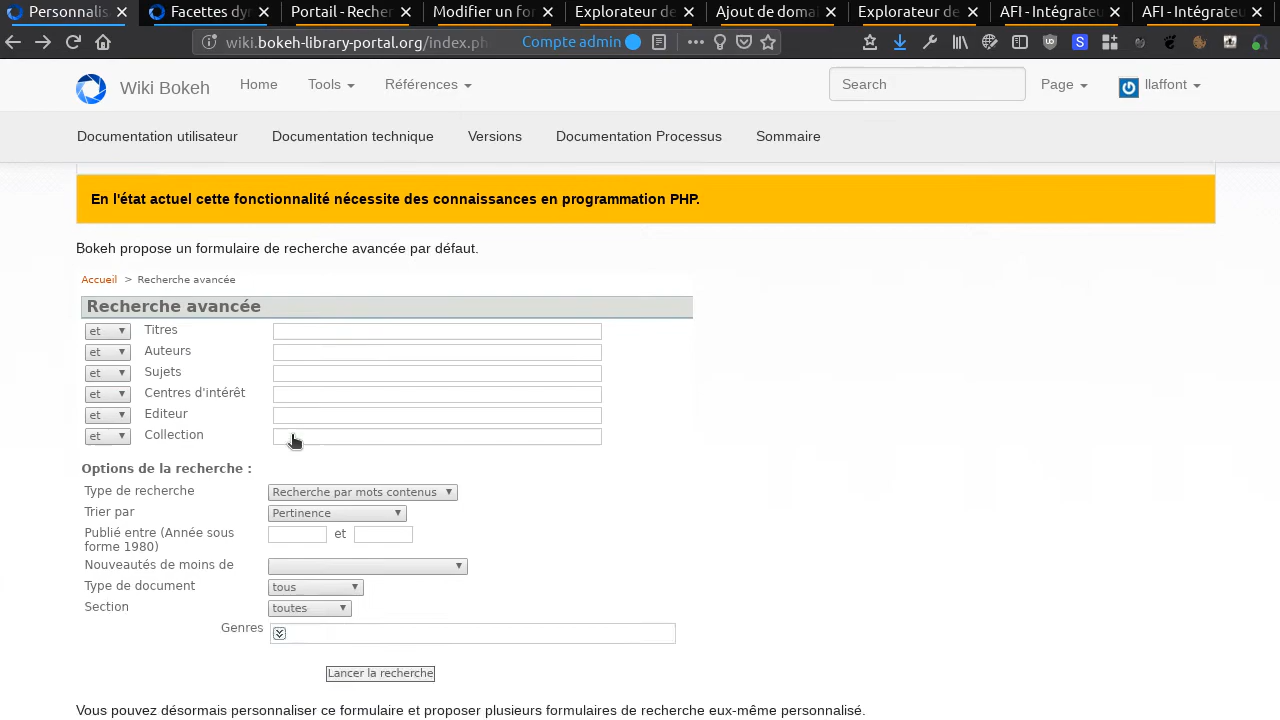 Personnalis
Facettes dyn
Portail - Recher
Modifier un for
Explorateur de
Ajout de domai
Explorateur de
AFI - Intégrateu
AFI - Intégrateu
wiki.bokeh-library-portal.org/index.ph
Compte admin
Wiki Bokeh
Home
Tools
Références
Search
Page
llaffont
Documentation utilisateur
Documentation technique
Versions
Documentation Processus
Sommaire
En l'état actuel cette fonctionnalité nécessite des connaissances en programmation PHP.
Bokeh propose un formulaire de recherche avancée par défaut.
Accueil > Recherche avancée
Recherche avancée
et Titres
et Auteurs
et Sujets
et Centres d'intérêt
et Editeur
et Collection
Options de la recherche :
Type de recherche Recherche par mots contenus
Trier par Pertinence
Publié entre (Année sous et
forme 1980)
Nouveautés de moins de
Type de document tous
Section toutes
Genres
Lancer la recherche
Vous pouvez désormais personnaliser ce formulaire et proposer plusieurs formulaires de recherche eux-même personnalisé.